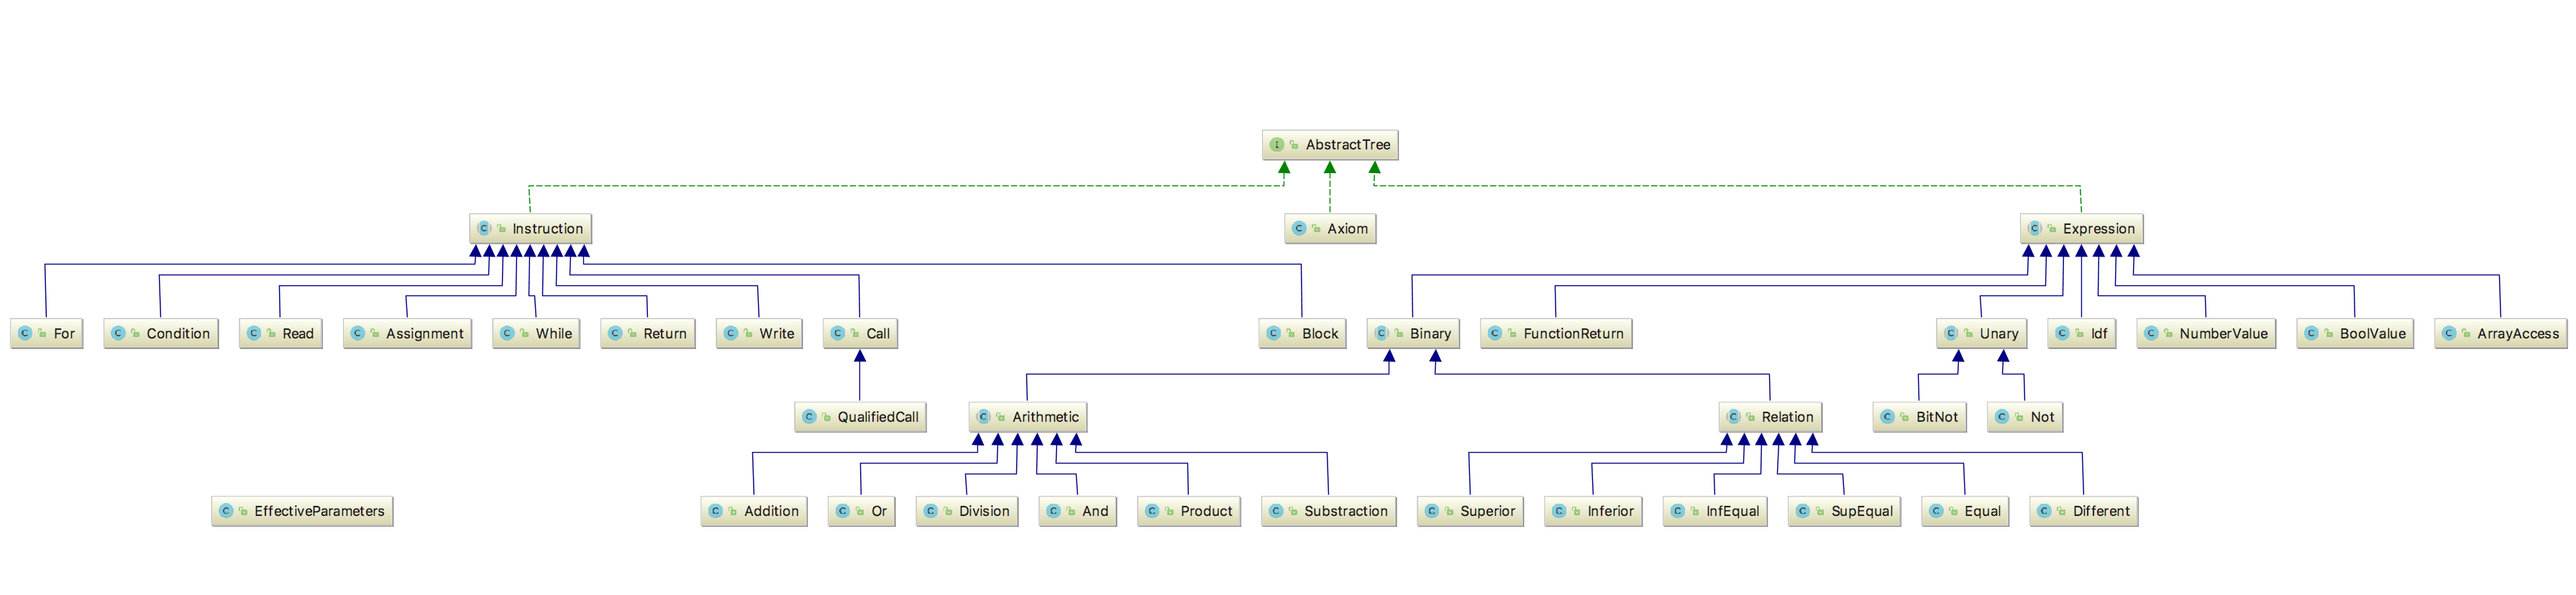 AbstractTree
Instruction
Axiom
Expression
For
Condition
Read
Assignment
While
Return
Write
Call
Block
Binary
FunctionReturn
Unary
Idf
NumberValue
BoolValue
ArrayAccess
QualifiedCall
Arithmetic
Relation
BitNot
Not
EffectiveParameters
Addition
Or
Division
And
Product
Substraction
Superior
Inferior
InfEqual
SupEqual
Equal
Different